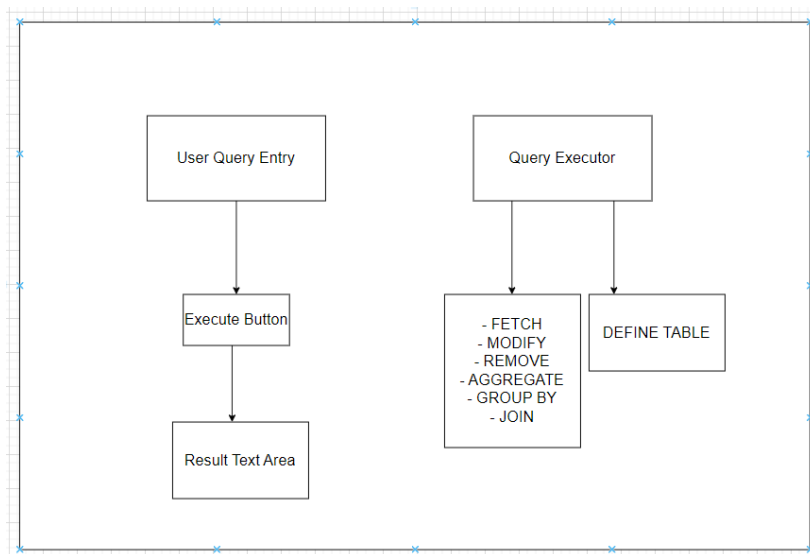 User Query Entry
Query Executor
Execute Button
- FETCH
- MODIFY
- REMOVE
- AGGREGATE
- GROUP BY
- JOIN
DEFINE TABLE
Result Text Area